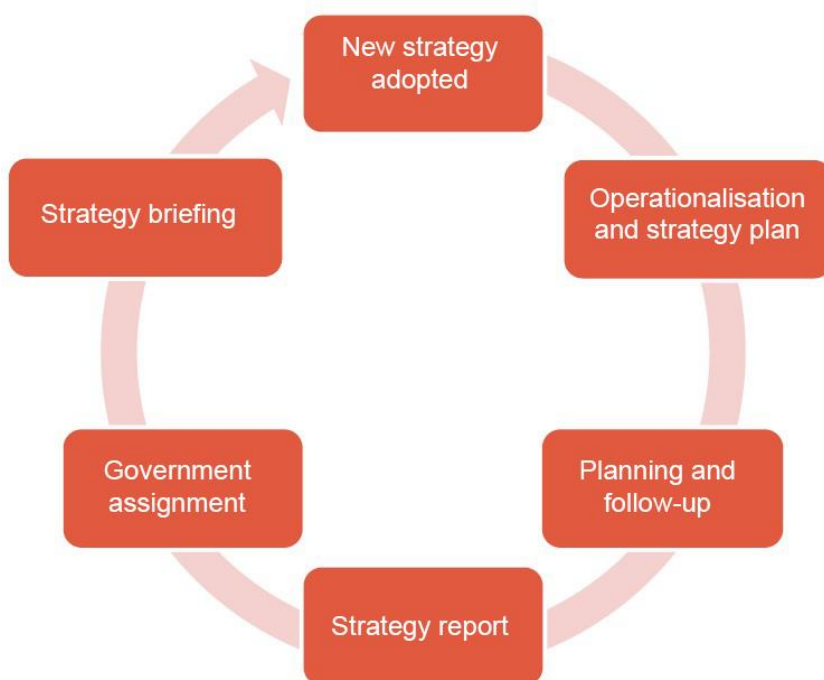 New strategy
adopted
Operationalisation
and strategy plan
Planning and
follow-up
Strategy report
Government
assignment
Strategy briefing